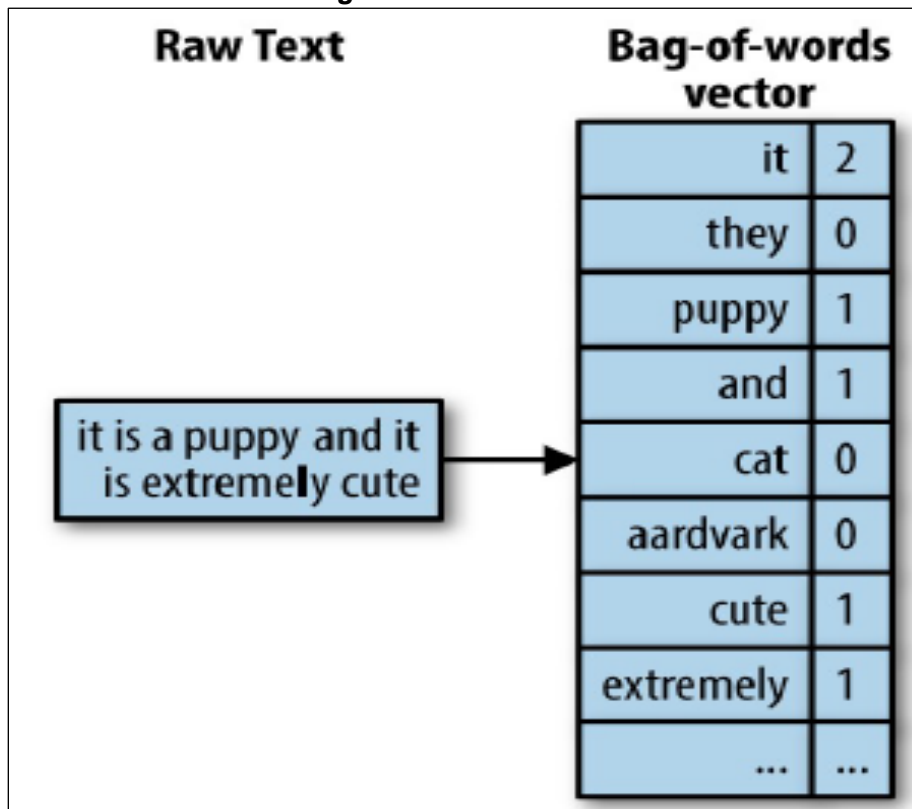 Raw Text
Bag-of-words
vector
it is a puppy and it
is extremely cute
it 2
they 0
puppy 1
and 1
cat 0
aardvark 0
cute 1
extremely 1
... ...